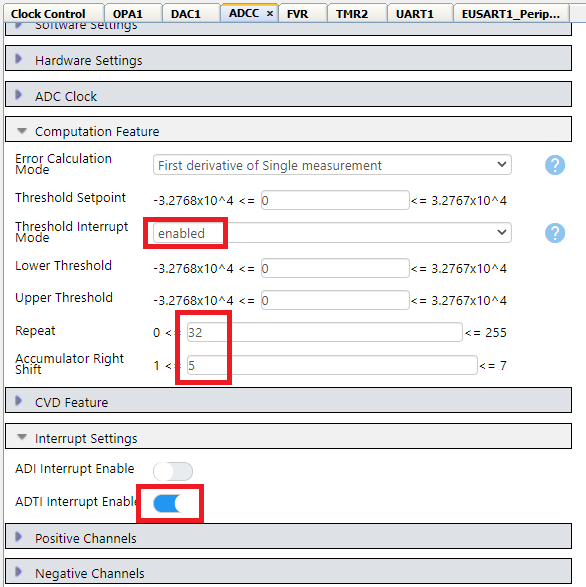 Clock Control OPA1 DAC1 ADCC × FVR TMR2 UART1 EUSART1_Perip...
Software Settings
Hardware Settings
ADC Clock
Computation Feature
Error Calculation
Mode
First derivative of Single measurement
?
Threshold Setpoint -3.2768x10^4 <= 0 <= 3.2767x10^4
Threshold Interrupt
Mode
enabled
?
Lower Threshold -3.2768x10^4 <= 0 <= 3.2767x10^4
Upper Threshold -3.2768x10^4 <= 0 <= 3.2767x10^4
Repeat 0 <= 32 <= 255
Accumulator Right
Shift
1 <= 5 <= 7
CVD Feature
Interrupt Settings
ADI Interrupt Enable
ADTI Interrupt Enable
Positive Channels
Negative Channels